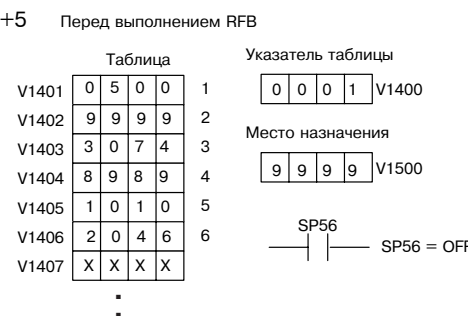 +5 Перед выполнением RFB
Таблица
V1401 0 5 0 0 1
V1402 9 9 9 9 2
V1403 3 0 7 4 3
V1404 8 9 8 9 4
V1405 1 0 1 0 5
V1406 2 0 4 6 6
V1407 X X X X
Указатель таблицы
0 0 0 1 V1400
Место назначения
9 9 9 9 V1500
SP56
SP56 = OFF